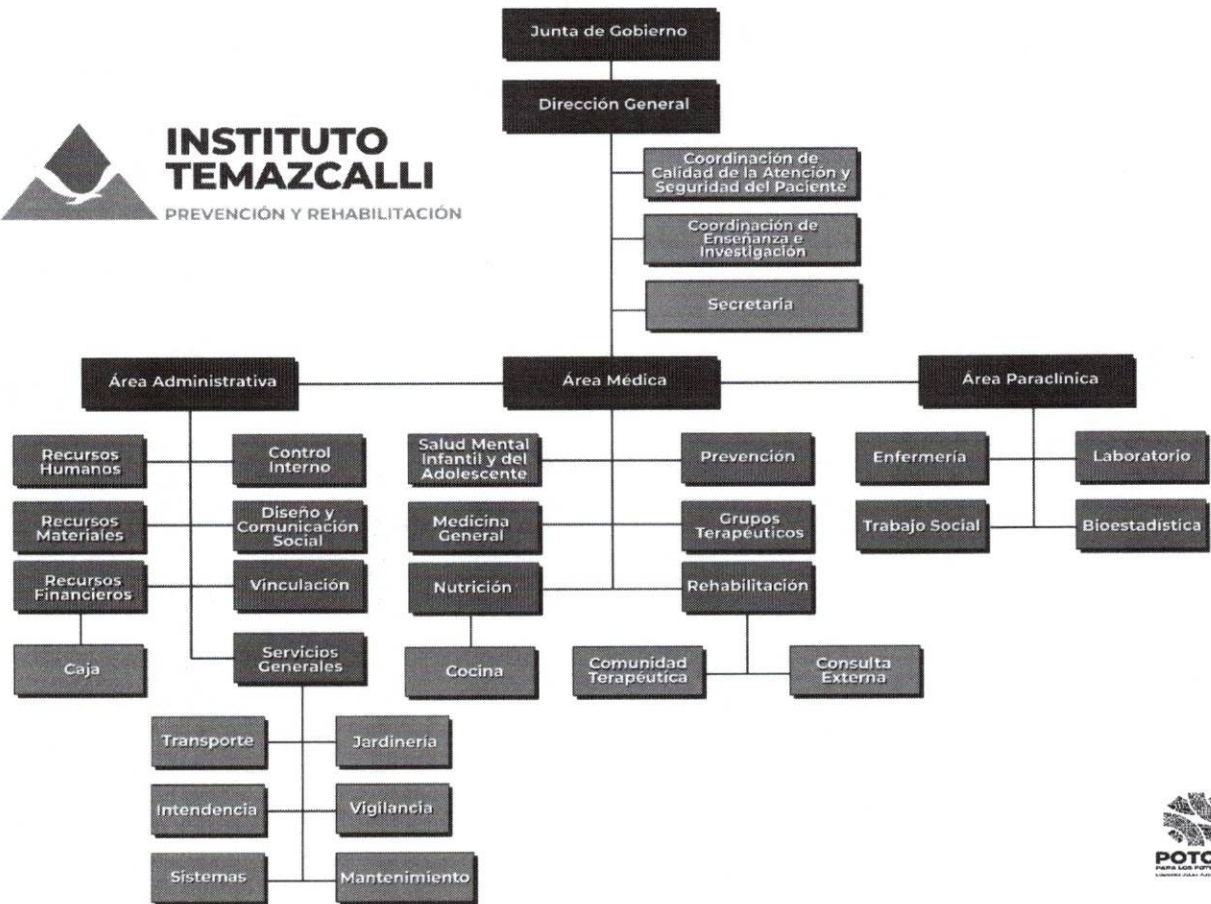 Junta de Gobierno
Dirección General
INSTITUTO
TEMAZCALLI
PREVENCIÓN Y REHABILITACIÓN
Coordinación de
Calidad de la Atención y
Seguridad del Paciente
Coordinación de
Enseñanza e
Investigación
Secretaria
Área Administrativa
Área Médica
Área Paraclínica
Recursos
Humanos
Control
Interno
Recursos
Materiales
Diseño y
Comunicación
Social
Recursos
Financieros
Vinculación
Caja
Servicios
Generales
Transporte
Jardinería
Intendencia
Vigilancia
Sistemas
Mantenimiento
Salud Mental
Infantil y del
Adolescente
Prevención
Medicina
General
Grupos
Terapéuticos
Nutrición
Rehabilitación
Cocina
Comunidad
Terapéutica
Consulta
Externa
Enfermería
Laboratorio
Trabajo Social
Bioestadística
PARA LOS